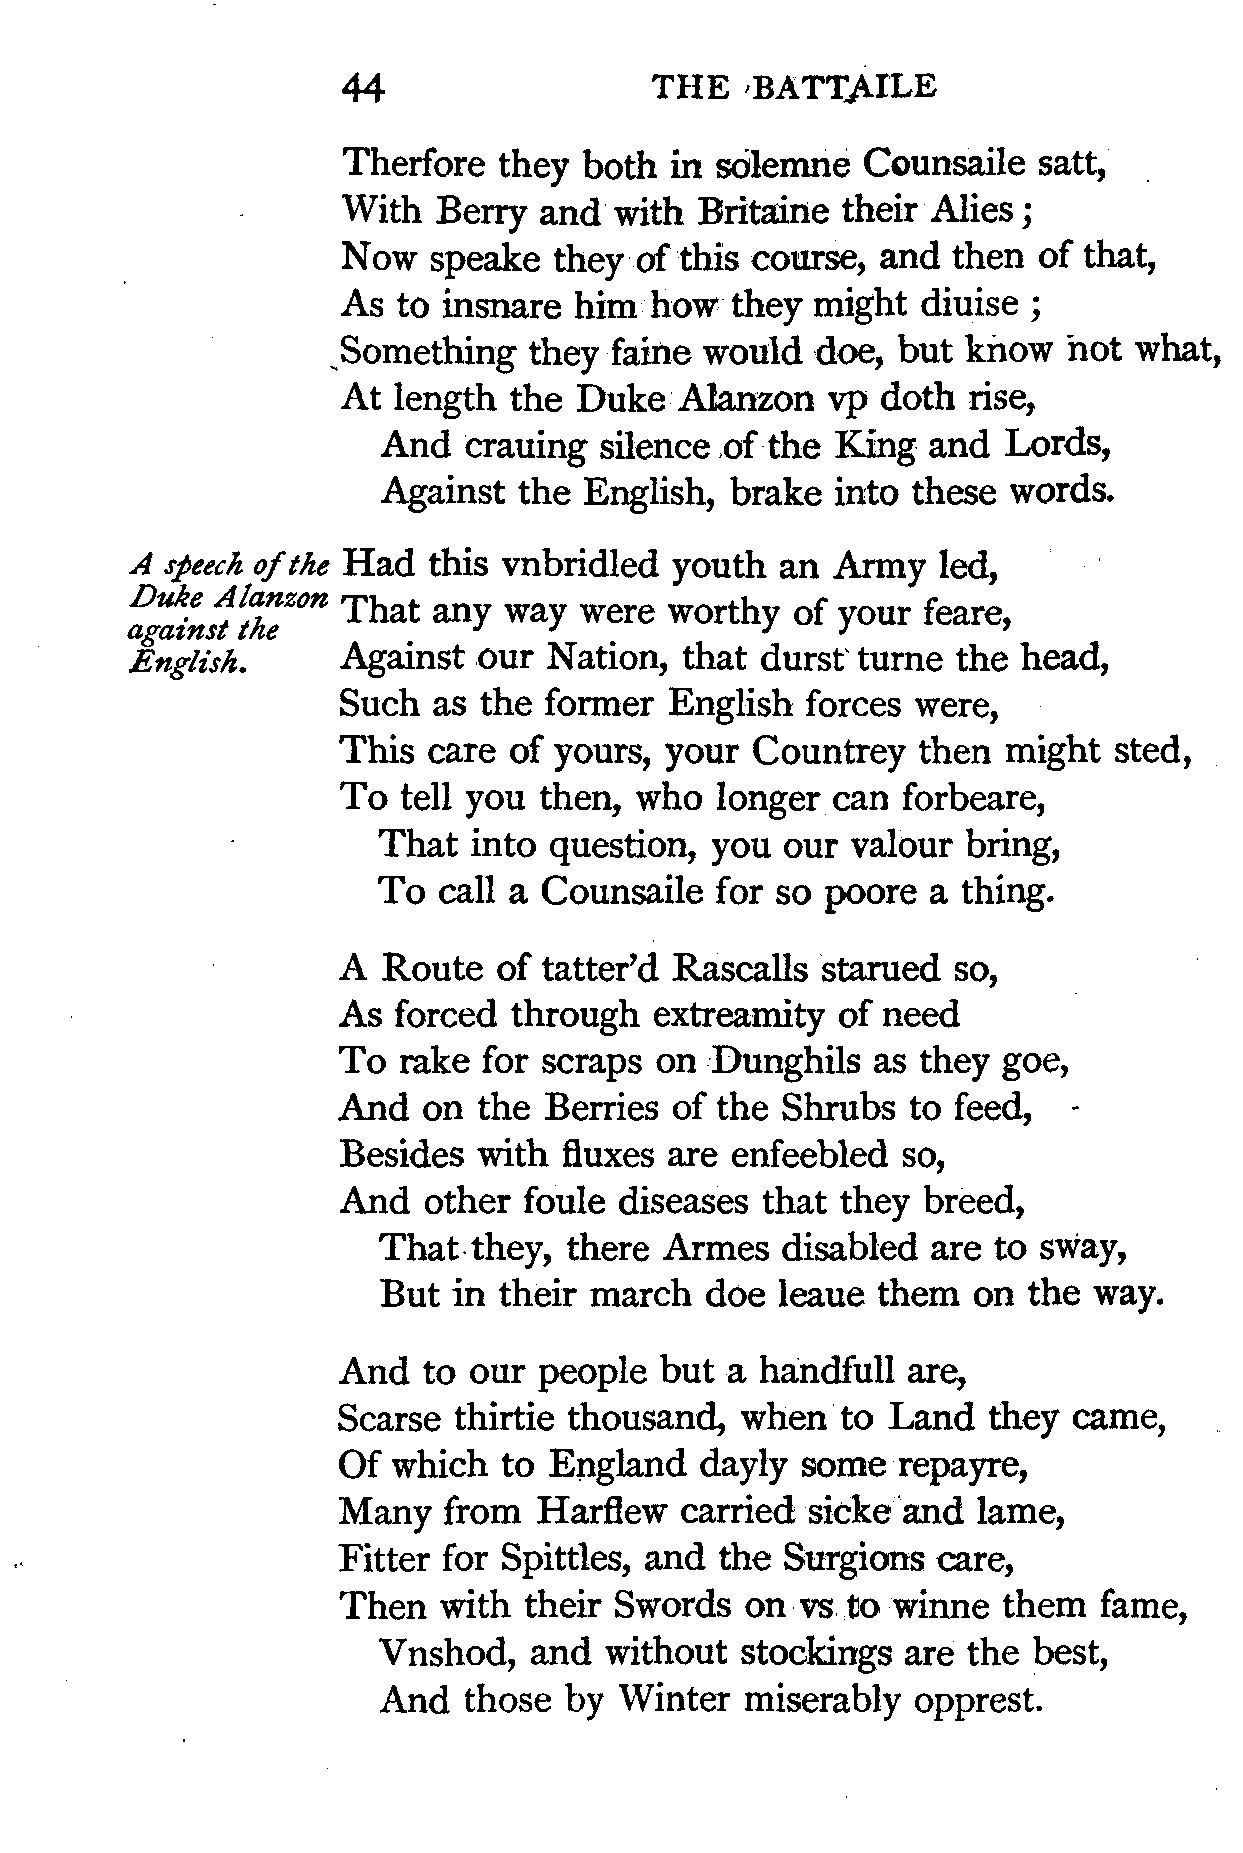 44 THE BATTAILE
Therfore they both in solemne Counsaile satt,
With Berry and with Britaine their Alies ;
Now speake they of this course, and then of that,
As to insnare him how they might diuise ;
Something they faine would doe, but know not what,
At length the Duke Alanzon vp doth rise,
And crauing silence of the King and Lords,
Against the English, brake into these words.
A speech of the
Duke Alanzon
against the
English.
Had this vnbridled youth an Army led,
That any way were worthy of your feare,
Against our Nation, that durst turne the head,
Such as the former English forces were,
This care of yours, your Countrey then might sted,
To tell you then, who longer can forbeare,
That into question, you our valour bring,
To call a Counsaile for so poore a thing.
A Route of tatter'd Rascalls starued so,
As forced through extreamity of need
To rake for scraps on Dunghils as they goe,
And on the Berries of the Shrubs to feed,
Besides with fluxes are enfeebled so,
And other foule diseases that they breed,
That they, there Armes disabled are to sway,
But in their march doe leaue them on the way.
And to our people but a handfull are,
Scarse thirtie thousand, when to Land they came,
Of which to England dayly some repayre,
Many from Harflew carried sicke and lame,
Fitter for Spittles, and the Surgions care,
Then with their Swords on vs to winne them fame,
Vnshod, and without stockings are the best,
And those by Winter miserably opprest.